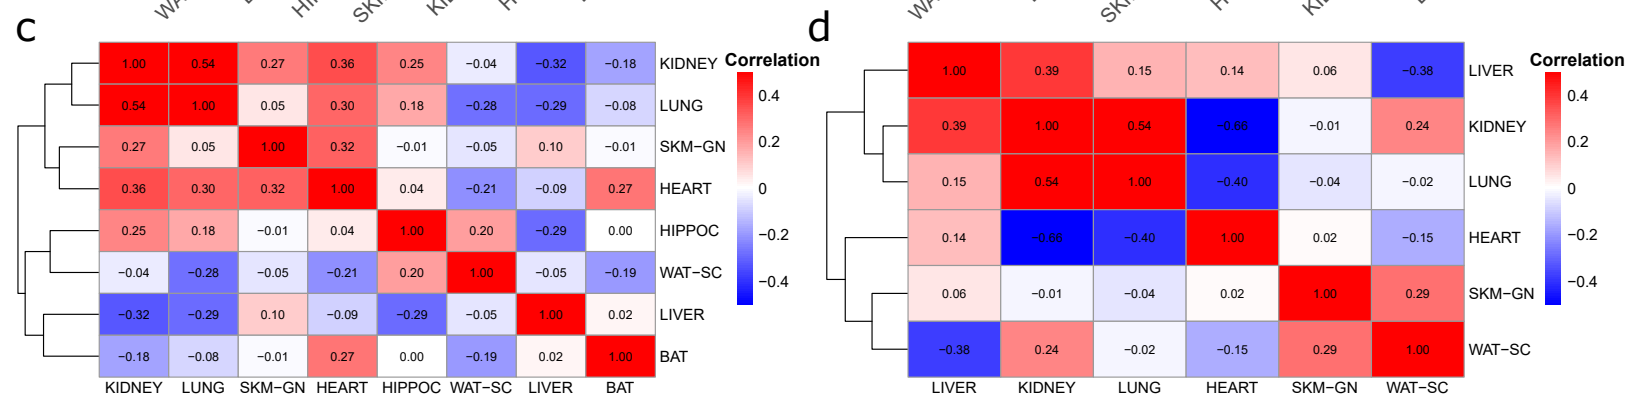 c
Correlation
1.00 0.54 0.27 0.36 0.25 −0.04 −0.32 −0.18 KIDNEY
0.54 1.00 0.05 0.30 0.18 −0.28 −0.29 −0.08 LUNG
0.27 0.05 1.00 0.32 −0.01 −0.05 0.10 −0.01 SKM−GN
0.36 0.30 0.32 1.00 0.04 −0.21 −0.09 0.27 HEART
0.25 0.18 −0.01 0.04 1.00 0.20 −0.29 0.00 HIPPOC
−0.04 −0.28 −0.05 −0.21 0.20 1.00 −0.05 −0.19 WAT−SC
−0.32 −0.29 0.10 −0.09 −0.29 −0.05 1.00 0.02 LIVER
−0.18 −0.08 −0.01 0.27 0.00 −0.19 0.02 1.00 BAT
KIDNEY LUNG SKM−GN HEART HIPPOC WAT−SC LIVER BAT
0.4
0.2
0
−0.2
−0.4
d
Correlation
1.00 0.39 0.15 0.14 0.06 −0.38 LIVER
0.39 1.00 0.54 −0.66 −0.01 0.24 KIDNEY
0.15 0.54 1.00 −0.40 −0.04 −0.02 LUNG
0.14 −0.66 −0.40 1.00 0.02 −0.15 HEART
0.06 −0.01 −0.04 0.02 1.00 0.29 SKM−GN
−0.38 0.24 −0.02 −0.15 0.29 1.00 WAT−SC
LIVER KIDNEY LUNG HEART SKM−GN WAT−SC
0.4
0.2
0
−0.2
−0.4